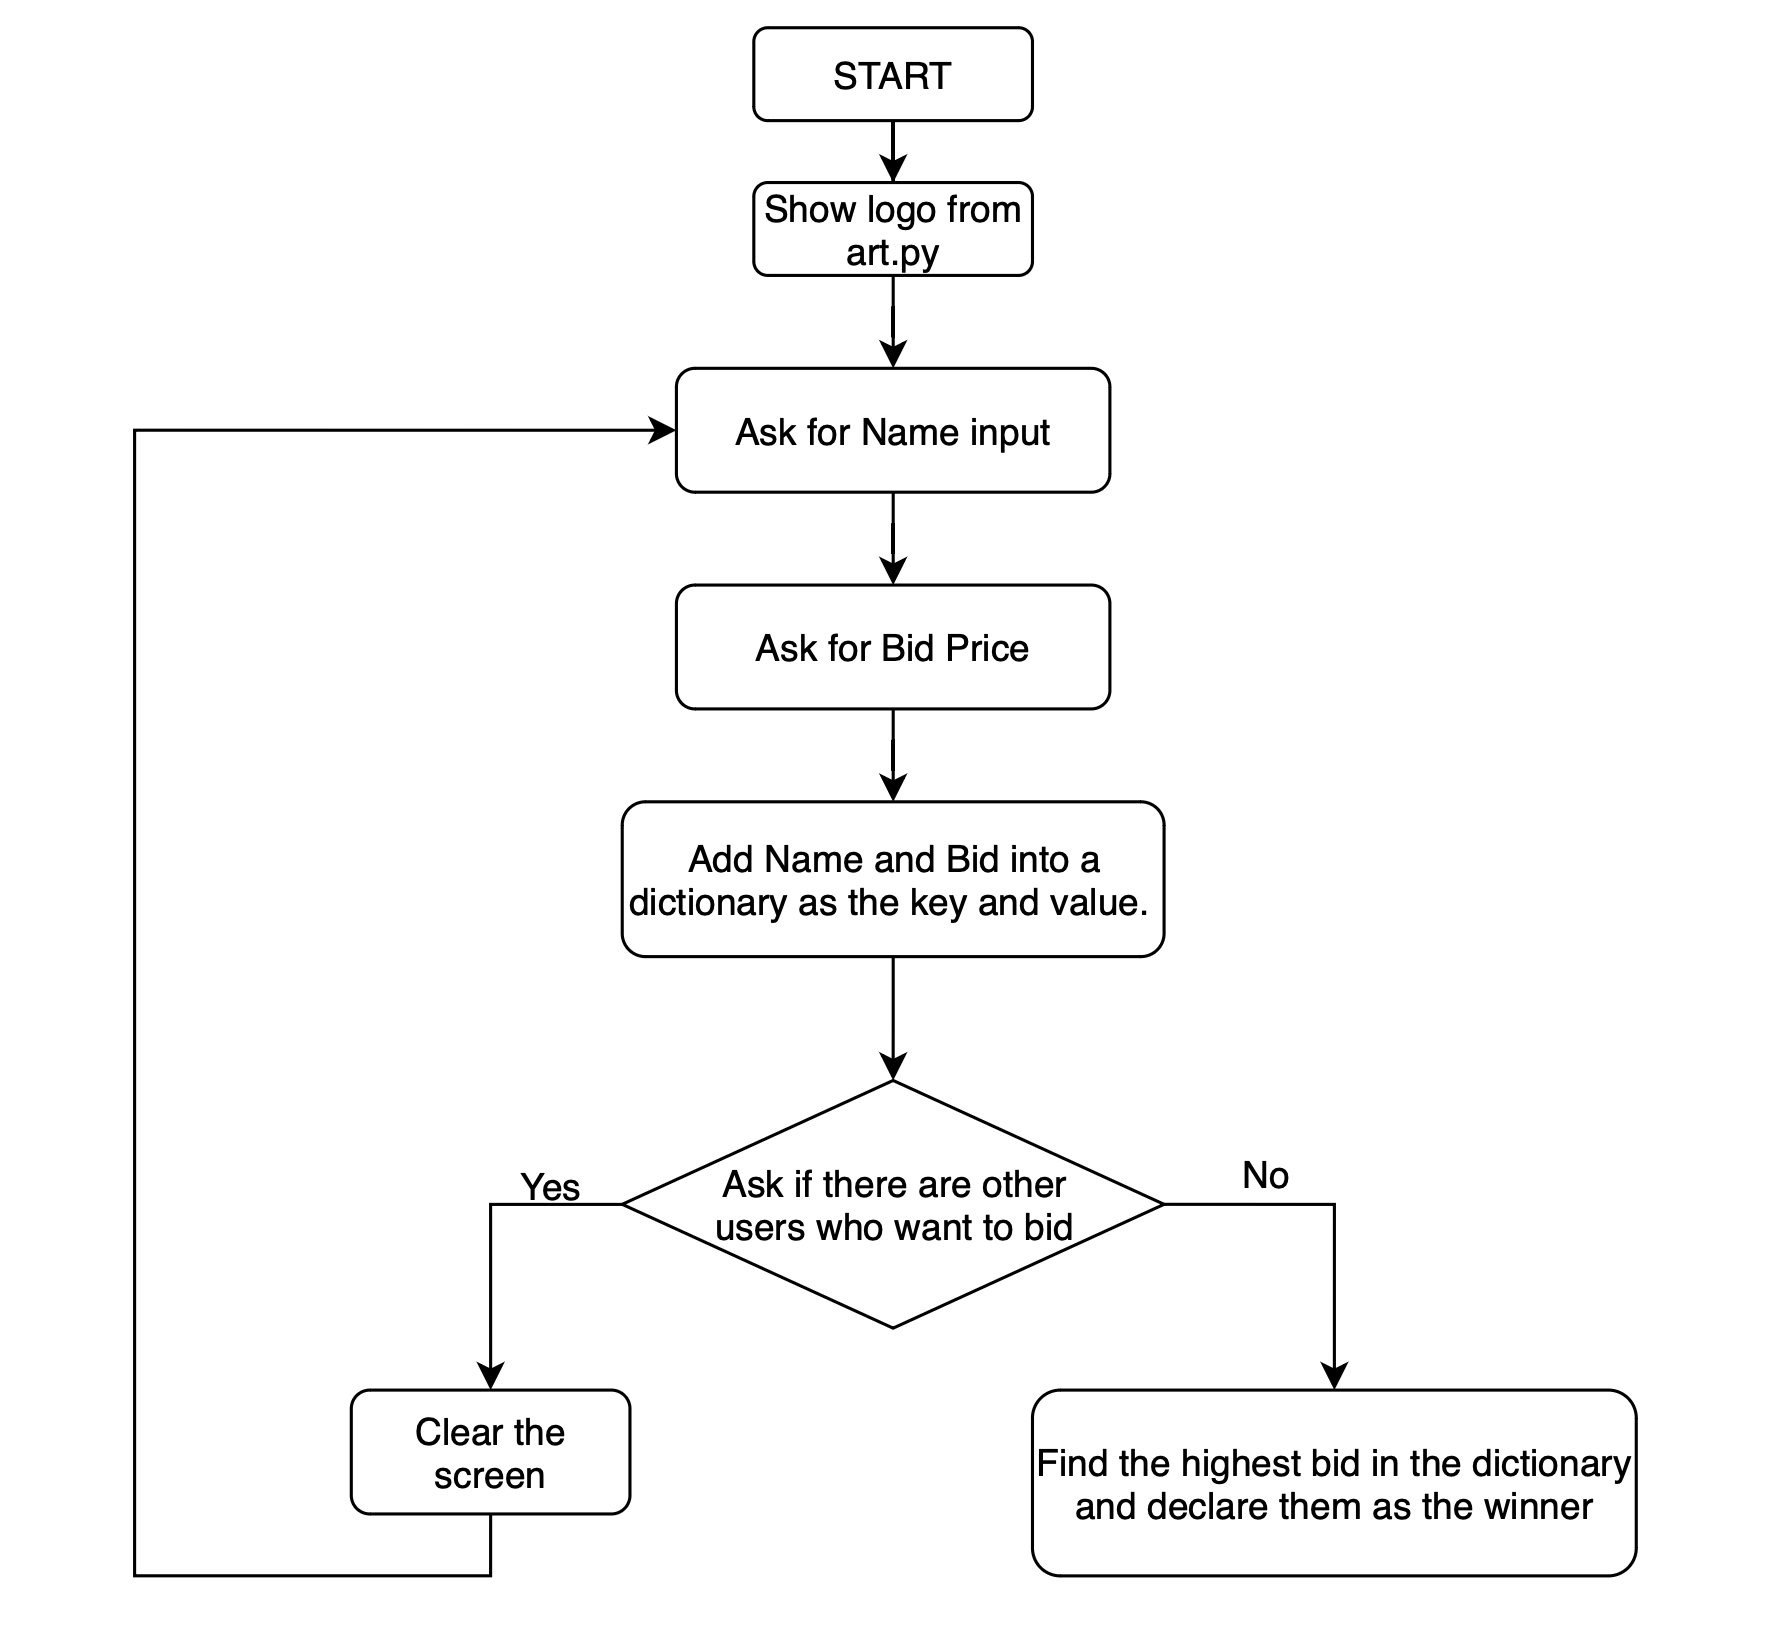 START
Show logo from
art.py
Ask for Name input
Ask for Bid Price
Add Name and Bid into a
dictionary as the key and value.
Ask if there are other
users who want to bid
Yes
No
Clear the
screen
Find the highest bid in the dictionary
and declare them as the winner